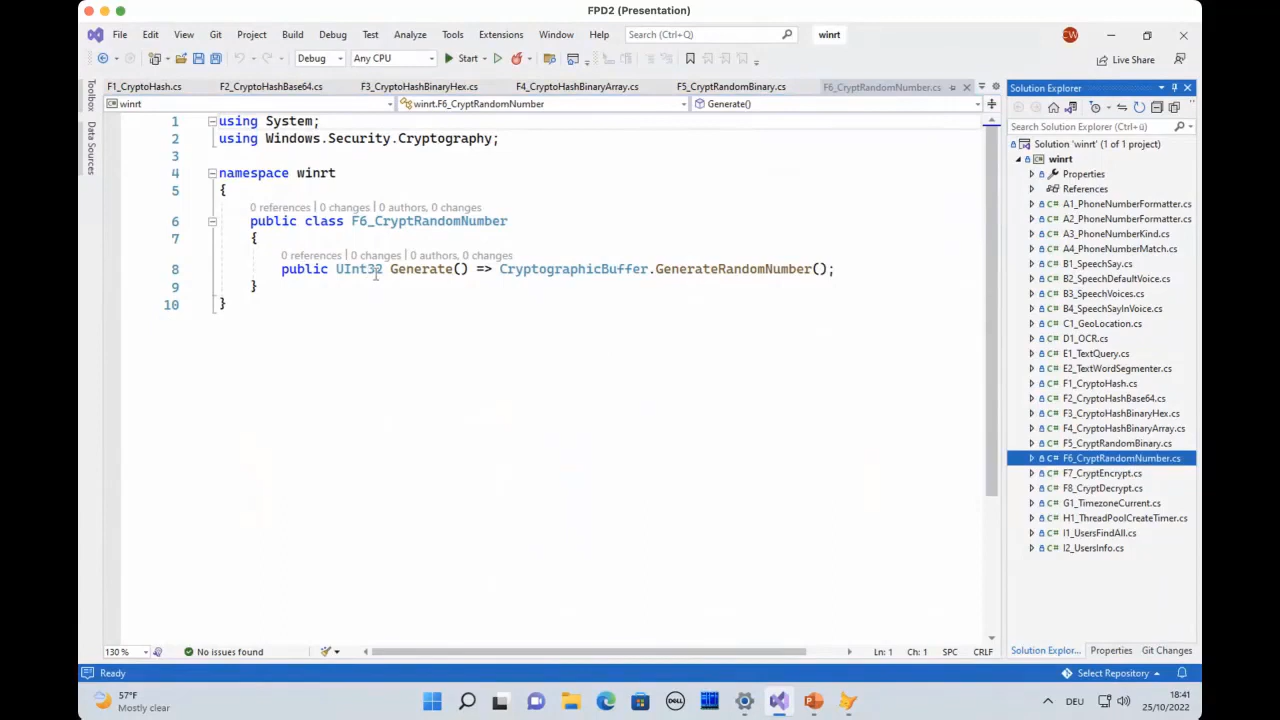 FPD2 (Presentation)
File Edit View Git Project Build Debug Test Analyze Tools Extensions Window Help Search (Ctrl+Q) winrt CW
Debug Any CPU Start Live Share
F1_CryptoHash.cs F2_CryptoHashBase64.cs F3_CryptoHashBinaryHex.cs F4_CryptoHashBinaryArray.cs F5_CryptRandomBinary.cs F6_CryptRandomNumber.cs
winrt winrt.F6_CryptRandomNumber Generate()
Toolbox
Data Sources
1 using System;
2 using Windows.Security.Cryptography;
3
4 namespace winrt
5 {
0 references | 0 changes | 0 authors, 0 changes
6 public class F6_CryptRandomNumber
7 {
0 references | 0 changes | 0 authors, 0 changes
8 public UInt32 Generate() => CryptographicBuffer.GenerateRandomNumber();
9 }
10 }
Solution Explorer
Search Solution Explorer (Ctrl+ü)
Solution 'winrt' (1 of 1 project)
winrt
Properties
References
A1_PhoneNumberFormatter.cs
A2_PhoneNumberFormatter.cs
A3_PhoneNumberKind.cs
A4_PhoneNumberMatch.cs
B1_SpeechSay.cs
B2_SpeechDefaultVoice.cs
B3_SpeechVoices.cs
B4_SpeechSayInVoice.cs
C1_GeoLocation.cs
D1_OCR.cs
E1_TextQuery.cs
E2_TextWordSegmenter.cs
F1_CryptoHash.cs
F2_CryptoHashBase64.cs
F3_CryptoHashBinaryHex.cs
F4_CryptoHashBinaryArray.cs
F5_CryptRandomBinary.cs
F6_CryptRandomNumber.cs
F7_CryptEncrypt.cs
F8_CryptDecrypt.cs
G1_TimezoneCurrent.cs
H1_ThreadPoolCreateTimer.cs
I1_UsersFindAll.cs
I2_UsersInfo.cs
130 % No issues found Ln: 1 Ch: 1 SPC CRLF
Solution Explor... Properties Git Changes
Ready Select Repository
57°F
Mostly clear
DELL
DEU
18:41
25/10/2022